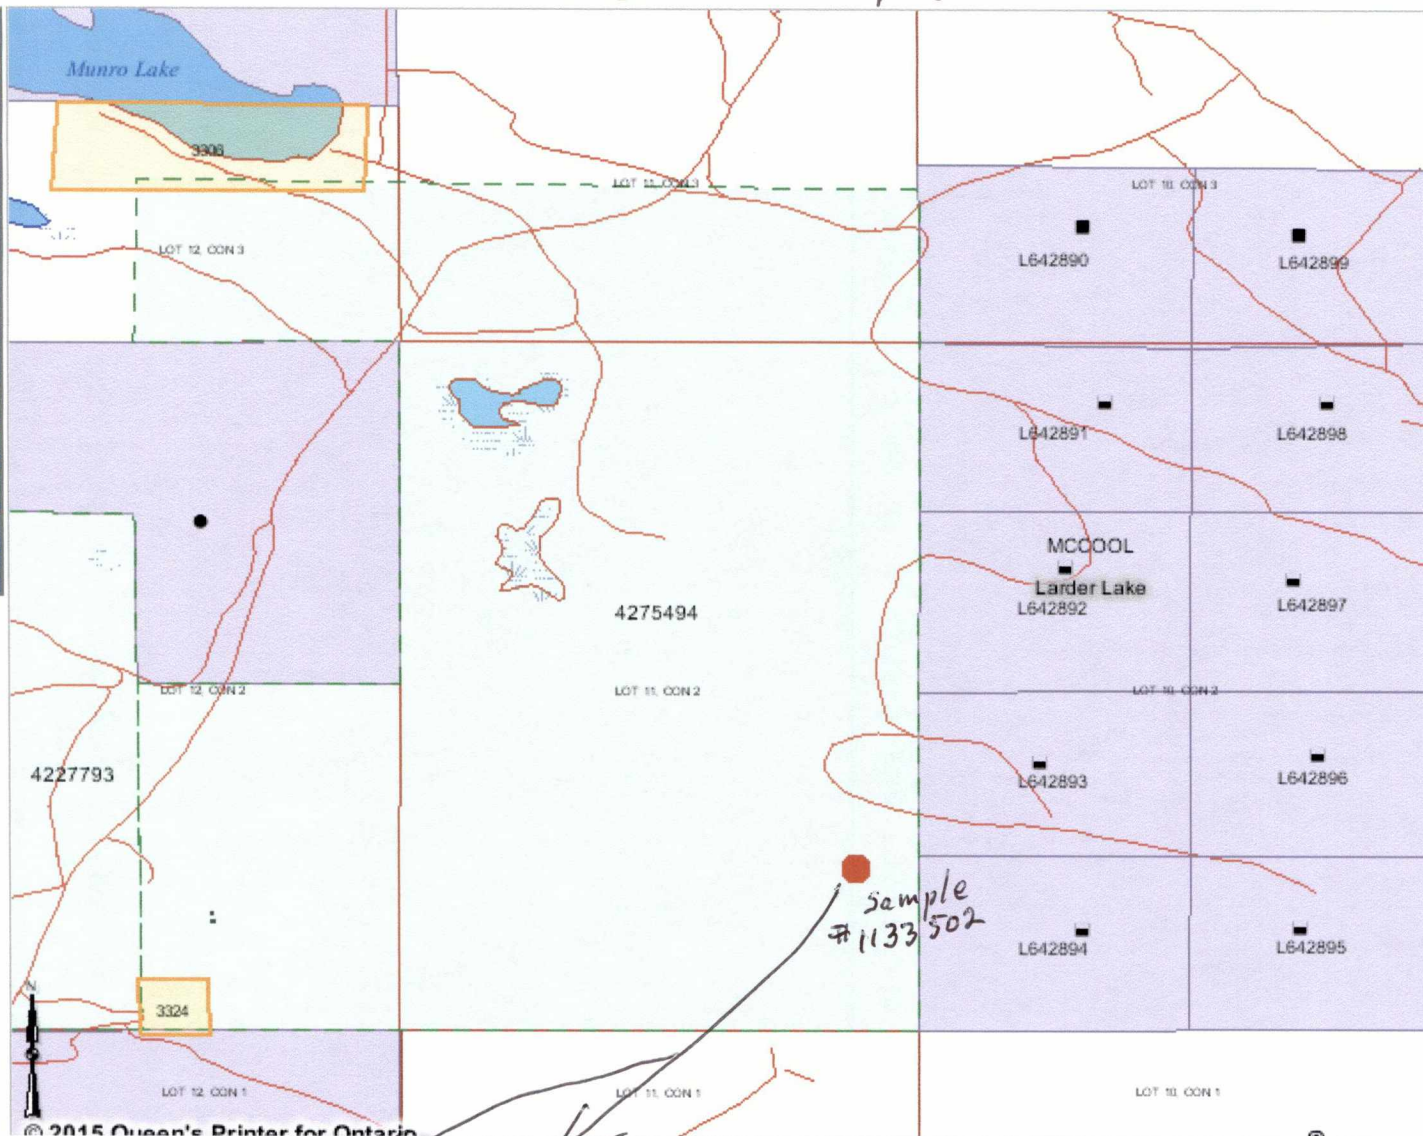 Munro Lake
3306
LOT 11, CON 3
LOT 10, CON 3
LOT 12, CON 3
L642890
L642899
L642891
L642898
MCCOOL
Larder Lake
L642892
L642897
4275494
LOT 12, CON 2
LOT 11, CON 2
LOT 10, CON 2
4227793
L642893
L642896
Sample
#1133502
L642894
L642895
N
3324
LOT 12, CON 1
LOT 11, CON 1
LOT 10, CON 1
© 2015 Queen's Printer for Ontario